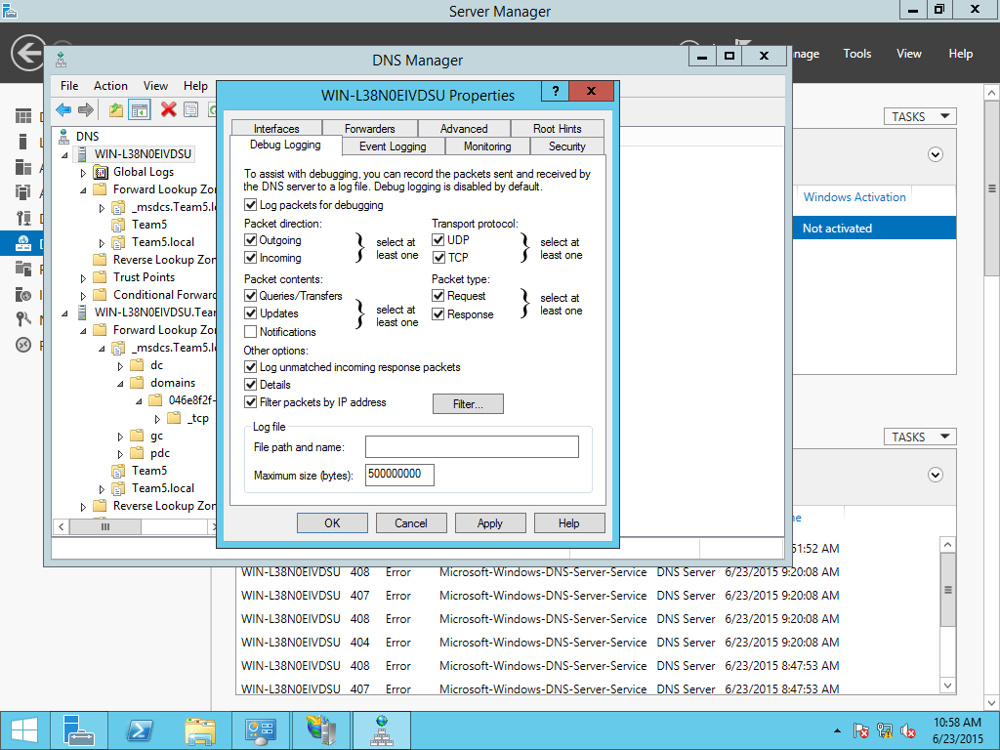 Server Manager
Manage Tools View Help
DNS Manager
File Action View Help
WIN-L38N0EIVDSU Properties
?
Interfaces Forwarders Advanced Root Hints
Debug Logging Event Logging Monitoring Security
To assist with debugging, you can record the packets sent and received by
the DNS server to a log file. Debug logging is disabled by default.
Log packets for debugging
Packet direction: Transport protocol:
Outgoing UDP
Incoming TCP
select at
least one
select at
least one
Packet contents: Packet type:
Queries/Transfers Request
Updates Response
Notifications
select at
least one
select at
least one
Other options:
Log unmatched incoming response packets
Details
Filter packets by IP address Filter...
Log file
File path and name:
Maximum size (bytes): 500000000
OK Cancel Apply Help
DNS
WIN-L38N0EIVDSU
Global Logs
Forward Lookup Zon
_msdcs.Team5.l
Team5
Team5.local
Reverse Lookup Zon
Trust Points
Conditional Forward
WIN-L38N0EIVDSU.Tear
Forward Lookup Zon
_msdcs.Team5.l
dc
domains
046e8f2f-
_tcp
gc
pdc
Team5
Team5.local
Reverse Lookup Zon
TASKS
Windows Activation
Not activated
TASKS
51:52 AM
WIN-L38N0EIVDSU 408 Error Microsoft-Windows-DNS-Server-Service DNS Server 6/23/2015 9:20:08 AM
WIN-L38N0EIVDSU 407 Error Microsoft-Windows-DNS-Server-Service DNS Server 6/23/2015 9:20:08 AM
WIN-L38N0EIVDSU 408 Error Microsoft-Windows-DNS-Server-Service DNS Server 6/23/2015 9:20:08 AM
WIN-L38N0EIVDSU 404 Error Microsoft-Windows-DNS-Server-Service DNS Server 6/23/2015 9:20:08 AM
WIN-L38N0EIVDSU 408 Error Microsoft-Windows-DNS-Server-Service DNS Server 6/23/2015 8:47:53 AM
WIN-L38N0EIVDSU 407 Error Microsoft-Windows-DNS-Server-Service DNS Server 6/23/2015 8:47:53 AM
10:58 AM
6/23/2015